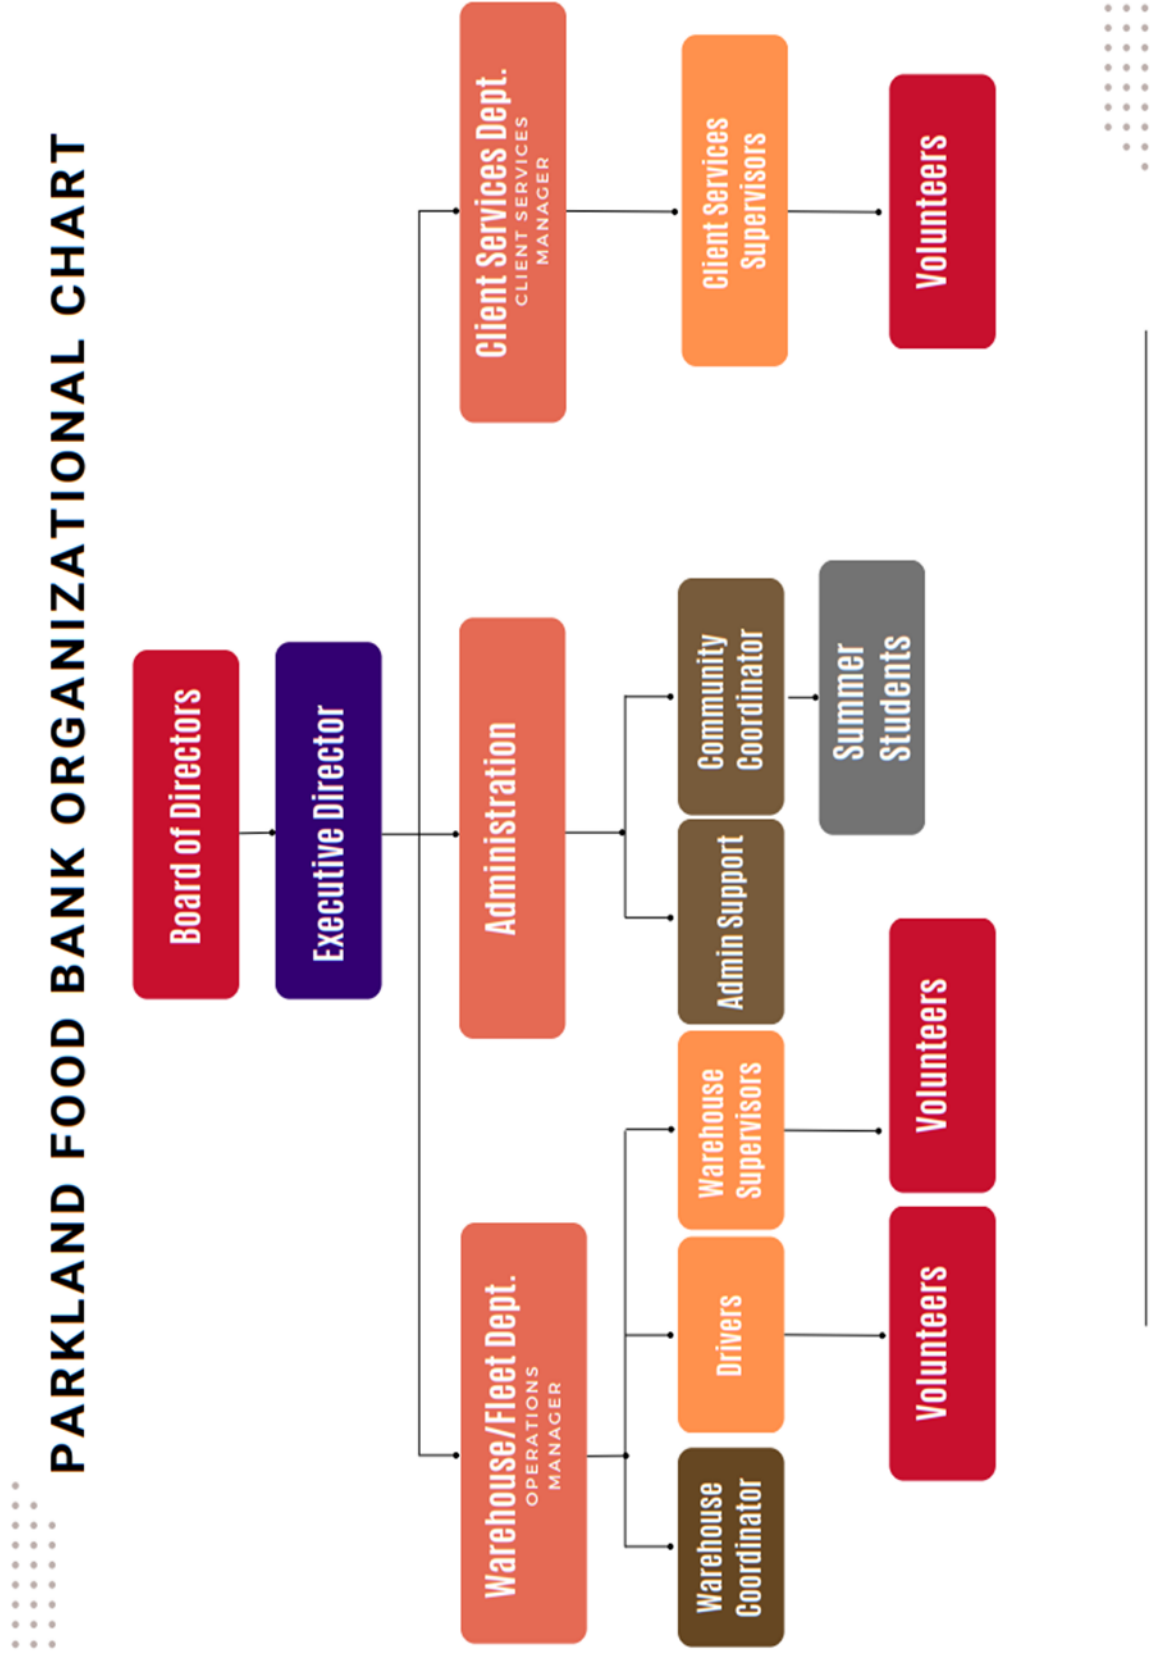 PARKLAND FOOD BANK ORGANIZATIONAL CHART
Board of Directors
Executive Director
Warehouse/Fleet Dept.
OPERATIONS
MANAGER
Administration
Client Services Dept.
CLIENT SERVICES
MANAGER
Warehouse
Coordinator
Drivers
Warehouse
Supervisors
Admin Support
Community
Coordinator
Client Services
Supervisors
Summer
Students
Volunteers
Volunteers
Volunteers